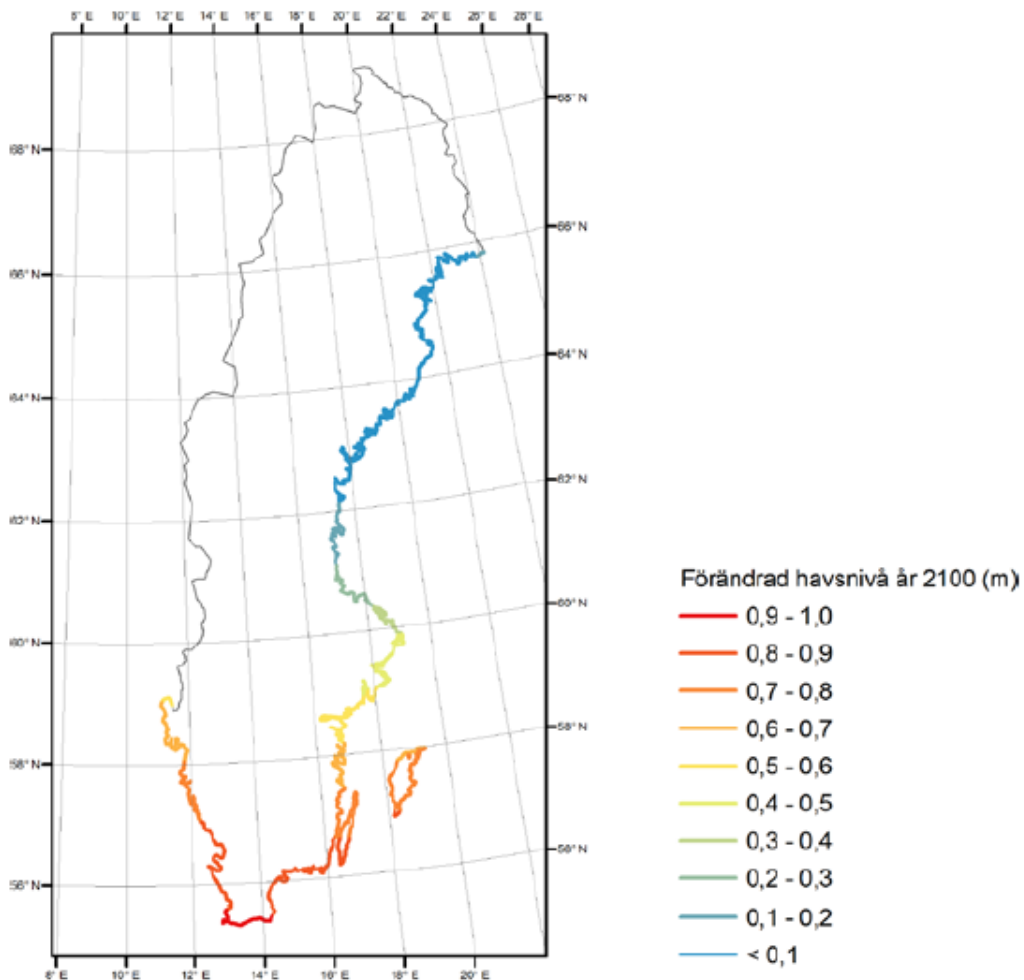 6° E 8° E 10° E 12° E 14° E 16° E 18° E 20° E 22° E 24° E 26° E 28° E
68° N
68° N
66° N
66° N
64° N
64° N
62° N
62° N
60° N
60° N
58° N
58° N
56° N
56° N
8° E 10° E 12° E 14° E 16° E 18° E 20° E
Förändrad havsnivå år 2100 (m)
0,9 - 1,0
0,8 - 0,9
0,7 - 0,8
0,6 - 0,7
0,5 - 0,6
0,4 - 0,5
0,3 - 0,4
0,2 - 0,3
0,1 - 0,2
< 0,1